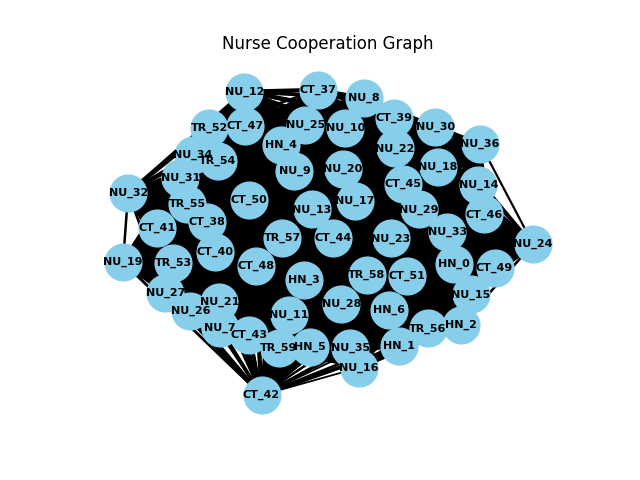 Nurse Cooperation Graph
NU_12
CT_37
NU_8
CT_39
TR_52
CT_47
NU_25
NU_10
NU_30
NU_36
HN_4
NU_22
NU_34
TR_54
NU_9
NU_20
NU_18
NU_31
CT_45
NU_14
NU_32
TR_55
CT_50
NU_13
NU_17
NU_29
CT_46
CT_41
CT_38
TR_57
CT_44
NU_23
NU_33
NU_24
CT_40
NU_19
TR_53
CT_48
HN_0
CT_49
HN_3
TR_58
CT_51
NU_27
NU_15
NU_26
NU_21
NU_11
NU_28
HN_6
NU_7
CT_43
TR_56
HN_2
TR_59
HN_5
NU_35
HN_1
NU_16
CT_42